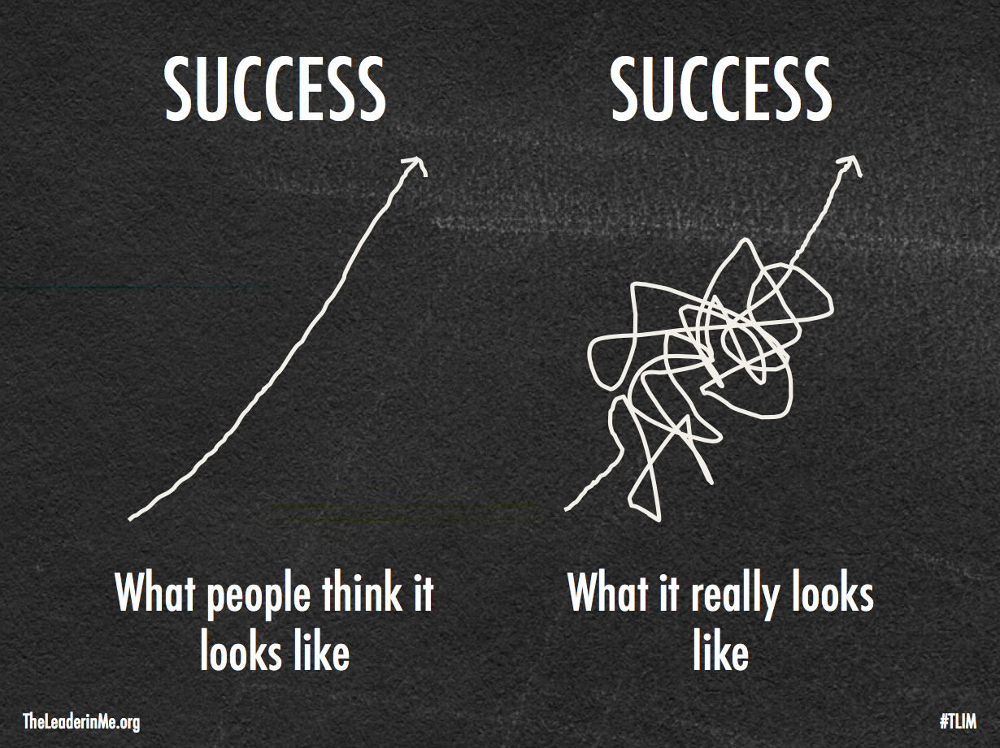 SUCCESS
What people think it
looks like
SUCCESS
What it really looks
like
TheLeaderinMe.org
#TLIM